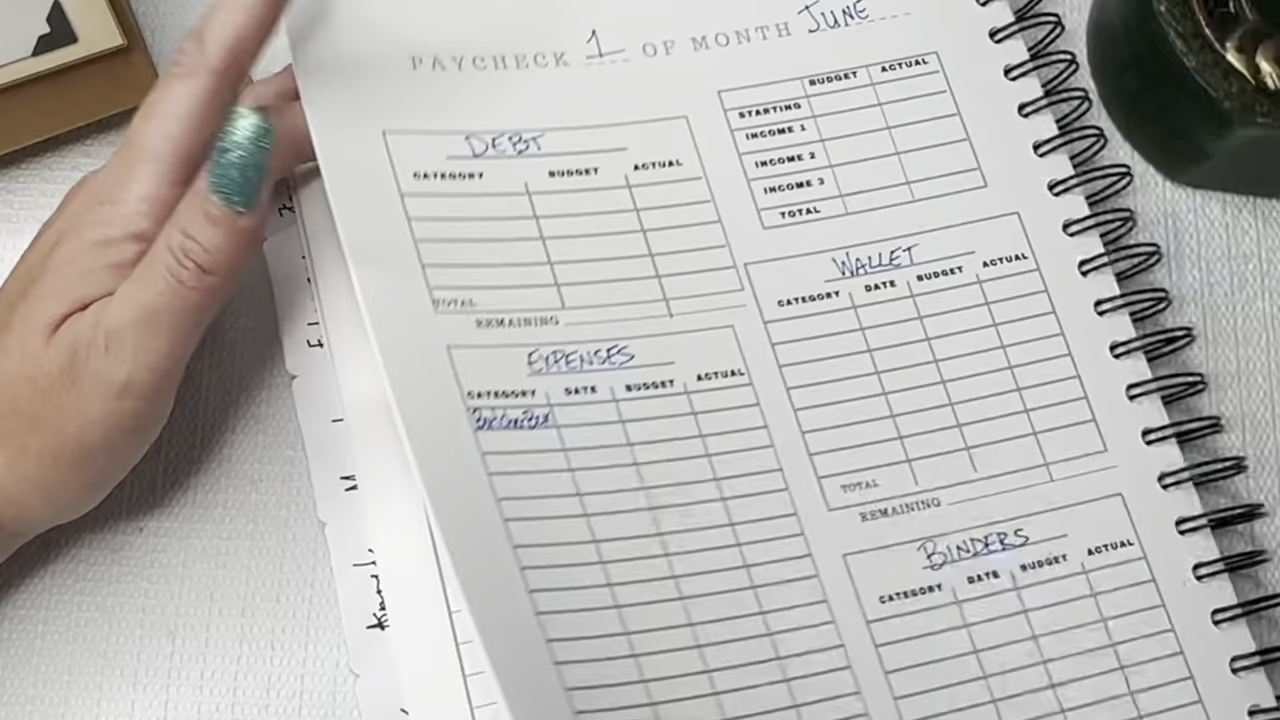 PAYCHECK 1 OF MONTH JUNE
DEBT
CATEGORY BUDGET ACTUAL
TOTAL
REMAINING
EXPENSES
CATEGORY DATE BUDGET ACTUAL
BUDGET ACTUAL
STARTING
INCOME 1
INCOME 2
INCOME 3
TOTAL
WALLET
CATEGORY DATE BUDGET ACTUAL
TOTAL
REMAINING
BINDERS
CATEGORY DATE BUDGET ACTUAL